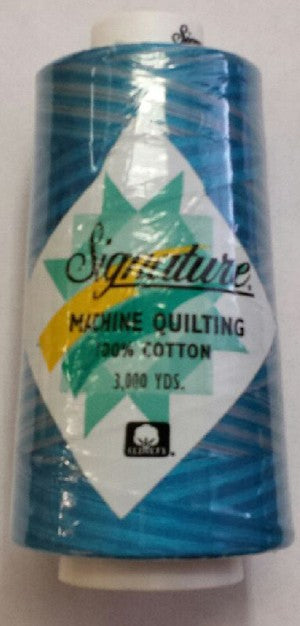 Signature®
MACHINE QUILTING
100% COTTON
3,000 YDS.